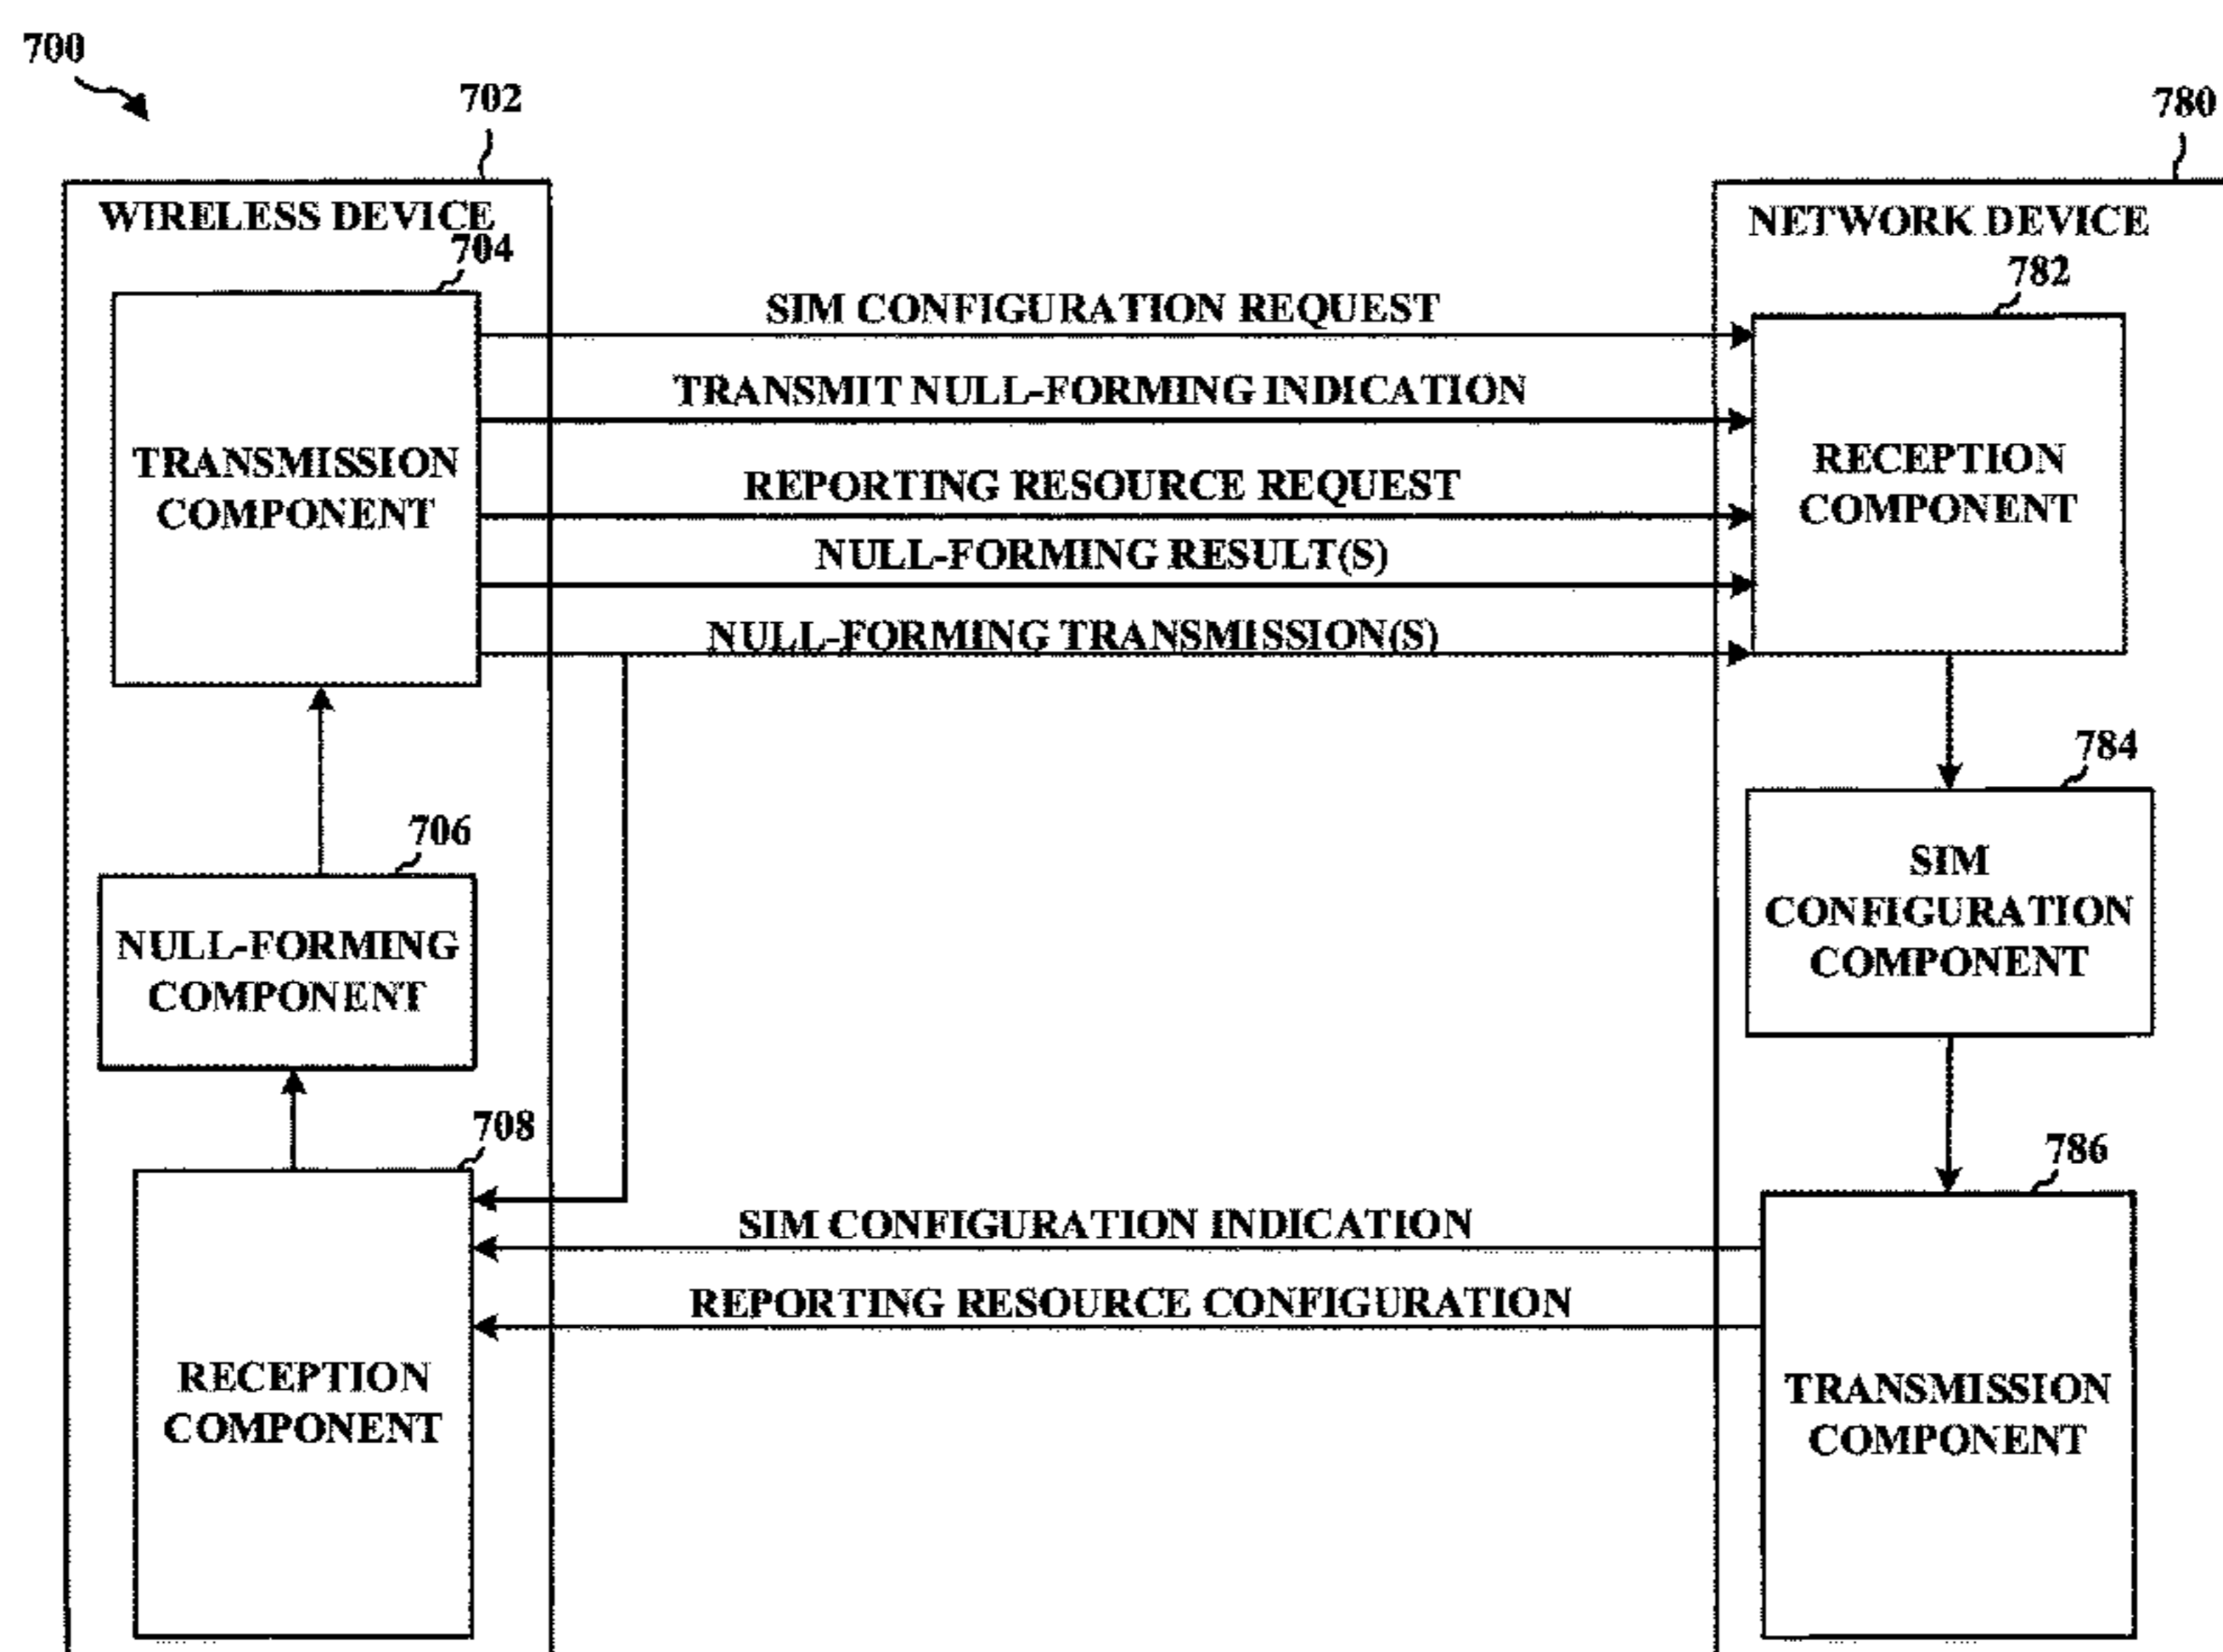 700
702
780
WIRELESS DEVICE
704
NETWORK DEVICE
782
TRANSMISSION
COMPONENT
SIM CONFIGURATION REQUEST
TRANSMIT NULL-FORMING INDICATION
REPORTING RESOURCE REQUEST
NULL-FORMING RESULT(S)
NULL-FORMING TRANSMISSION(S)
RECEPTION
COMPONENT
784
706
NULL-FORMING
COMPONENT
SIM
CONFIGURATION
COMPONENT
708
786
SIM CONFIGURATION INDICATION
REPORTING RESOURCE CONFIGURATION
RECEPTION
COMPONENT
TRANSMISSION
COMPONENT